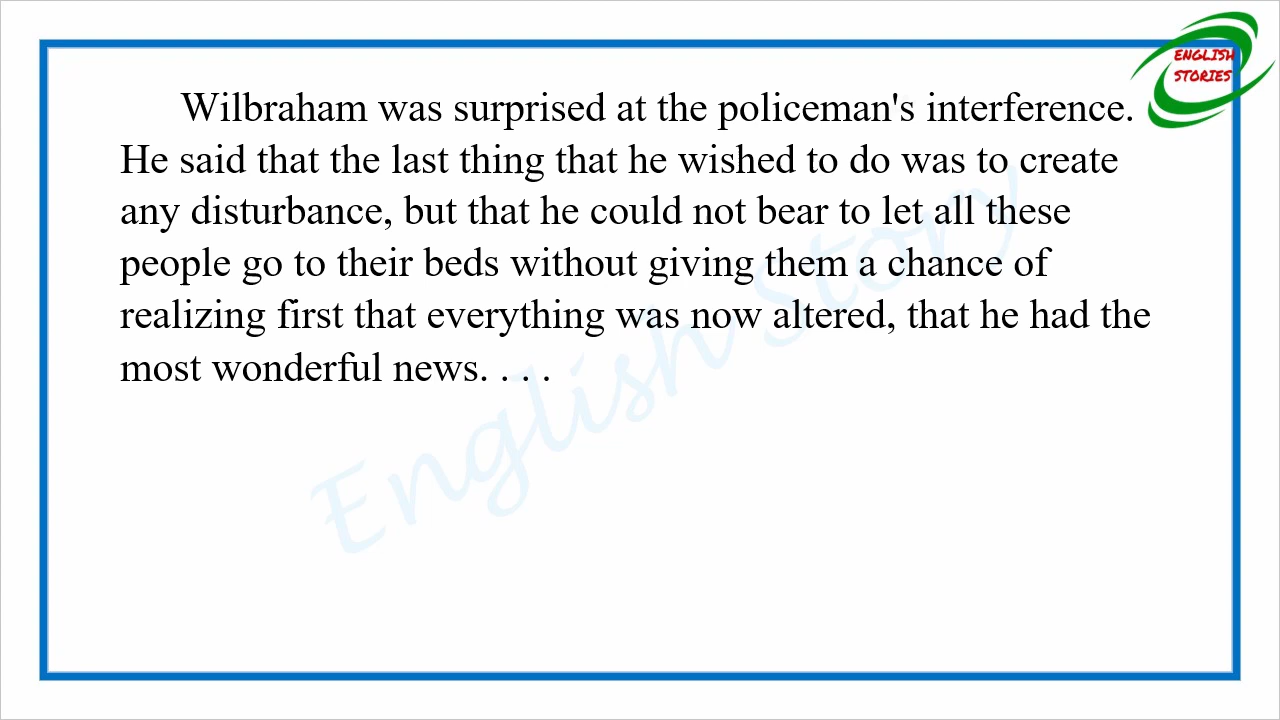 ENGLISH
STORIES
Wilbraham was surprised at the policeman's interference.
He said that the last thing that he wished to do was to create
any disturbance, but that he could not bear to let all these
people go to their beds without giving them a chance of
realizing first that everything was now altered, that he had the
most wonderful news. . . .
English Story